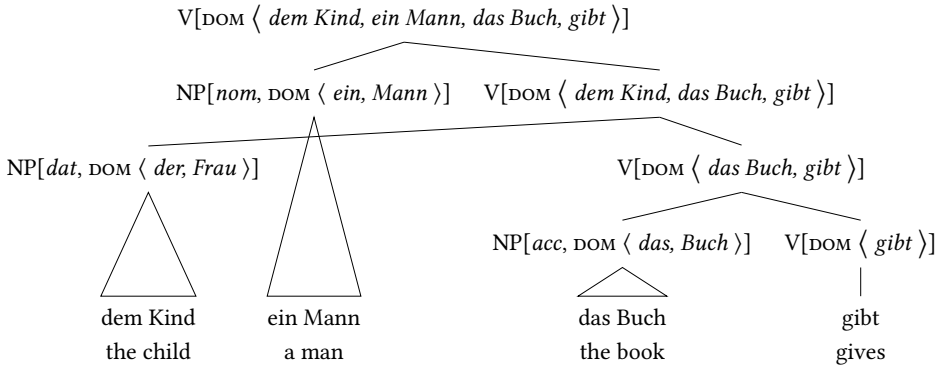 V[DOM ⟨ dem Kind, ein Mann, das Buch, gibt ⟩]
NP[nom, DOM ⟨ ein, Mann ⟩] V[DOM ⟨ dem Kind, das Buch, gibt ⟩]
NP[dat, DOM ⟨ der, Frau ⟩] V[DOM ⟨ das Buch, gibt ⟩]
NP[acc, DOM ⟨ das, Buch ⟩] V[DOM ⟨ gibt ⟩]
dem Kind ein Mann das Buch gibt
the child a man the book gives